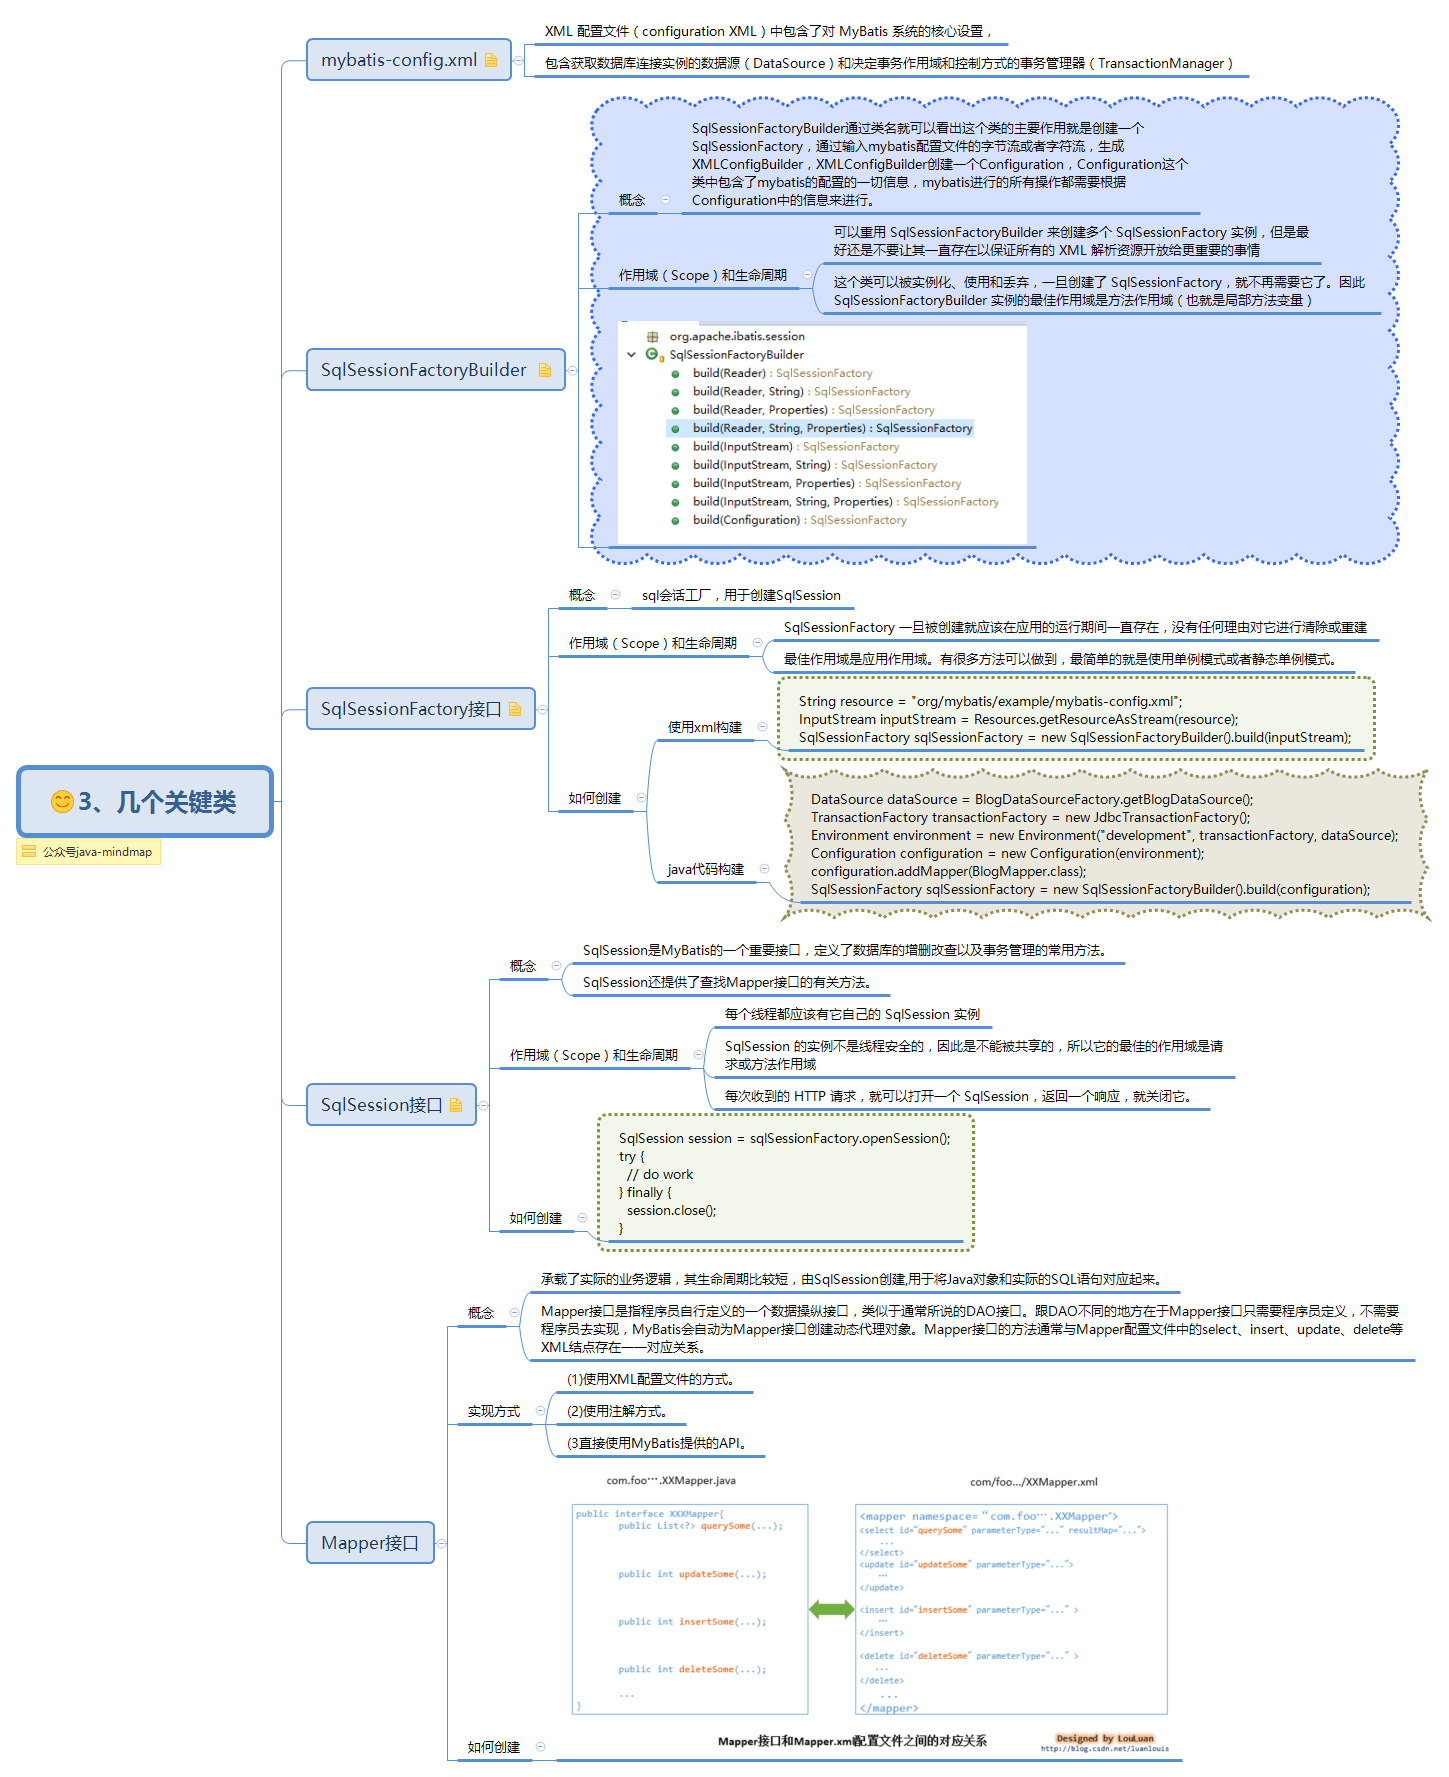 3、几个关键类
公众号java-mindmap
mybatis-config.xml
XML 配置文件（configuration XML）中包含了对 MyBatis 系统的核心设置，
包含获取数据库连接实例的数据源（DataSource）和决定事务作用域和控制方式的事务管理器（TransactionManager）
SqlSessionFactoryBuilder
概念
SqlSessionFactoryBuilder通过类名就可以看出这个类的主要作用就是创建一个
SqlSessionFactory，通过输入mybatis配置文件的字节流或者字符流，生成
XMLConfigBuilder，XMLConfigBuilder创建一个Configuration，Configuration这个
类中包含了mybatis的配置的一切信息，mybatis进行的所有操作都需要根据
Configuration中的信息来进行。
作用域（Scope）和生命周期
可以重用 SqlSessionFactoryBuilder 来创建多个 SqlSessionFactory 实例，但是最
好还是不要让其一直存在以保证所有的 XML 解析资源开放给更重要的事情
这个类可以被实例化、使用和丢弃，一旦创建了 SqlSessionFactory，就不再需要它了。因此
SqlSessionFactoryBuilder 实例的最佳作用域是方法作用域（也就是局部方法变量）
org.apache.ibatis.session
SqlSessionFactoryBuilder
build(Reader) : SqlSessionFactory
build(Reader, String) : SqlSessionFactory
build(Reader, Properties) : SqlSessionFactory
build(Reader, String, Properties) : SqlSessionFactory
build(InputStream) : SqlSessionFactory
build(InputStream, String) : SqlSessionFactory
build(InputStream, Properties) : SqlSessionFactory
build(InputStream, String, Properties) : SqlSessionFactory
build(Configuration) : SqlSessionFactory
SqlSessionFactory接口
概念
sql会话工厂，用于创建SqlSession
作用域（Scope）和生命周期
SqlSessionFactory 一旦被创建就应该在应用的运行期间一直存在，没有任何理由对它进行清除或重建
最佳作用域是应用作用域。有很多方法可以做到，最简单的就是使用单例模式或者静态单例模式。
如何创建
使用xml构建
String resource = "org/mybatis/example/mybatis-config.xml";
InputStream inputStream = Resources.getResourceAsStream(resource);
SqlSessionFactory sqlSessionFactory = new SqlSessionFactoryBuilder().build(inputStream);
java代码构建
DataSource dataSource = BlogDataSourceFactory.getBlogDataSource();
TransactionFactory transactionFactory = new JdbcTransactionFactory();
Environment environment = new Environment("development", transactionFactory, dataSource);
Configuration configuration = new Configuration(environment);
configuration.addMapper(BlogMapper.class);
SqlSessionFactory sqlSessionFactory = new SqlSessionFactoryBuilder().build(configuration);
SqlSession接口
概念
SqlSession是MyBatis的一个重要接口，定义了数据库的增删改查以及事务管理的常用方法。
SqlSession还提供了查找Mapper接口的有关方法。
作用域（Scope）和生命周期
每个线程都应该有它自己的 SqlSession 实例
SqlSession 的实例不是线程安全的，因此是不能被共享的，所以它的最佳的作用域是请
求或方法作用域
每次收到的 HTTP 请求，就可以打开一个 SqlSession，返回一个响应，就关闭它。
如何创建
SqlSession session = sqlSessionFactory.openSession();
try {
// do work
} finally {
session.close();
}
Mapper接口
概念
承载了实际的业务逻辑，其生命周期比较短，由SqlSession创建,用于将Java对象和实际的SQL语句对应起来。
Mapper接口是指程序员自行定义的一个数据操纵接口，类似于通常所说的DAO接口。跟DAO不同的地方在于Mapper接口只需要程序员定义，不需要
程序员去实现，MyBatis会自动为Mapper接口创建动态代理对象。Mapper接口的方法通常与Mapper配置文件中的select、insert、update、delete等
XML结点存在一一对应关系。
实现方式
(1)使用XML配置文件的方式。
(2)使用注解方式。
(3直接使用MyBatis提供的API。
如何创建
com.foo….XXMapper.java
public interface XXXMapper{
public List<?> querySome(...);
public int updateSome(...);
public int insertSome(...);
public int deleteSome(...);
...
}
com/foo.../XXMapper.xml
<mapper namespace="com.foo….XXMapper">
<select id="querySome" parameterType="..." resultMap="...">
...
</select>
<update id="updateSome" parameterType="...">
...
</update>
<insert id="insertSome" parameterType="..." >
...
</insert>
<delete id="deleteSome" parameterType="..." >
...
</delete>
...
</mapper>
Mapper接口和Mapper.xml配置文件之间的对应关系
Designed by LouLuan
http://blog.csdn.net/luanlouis